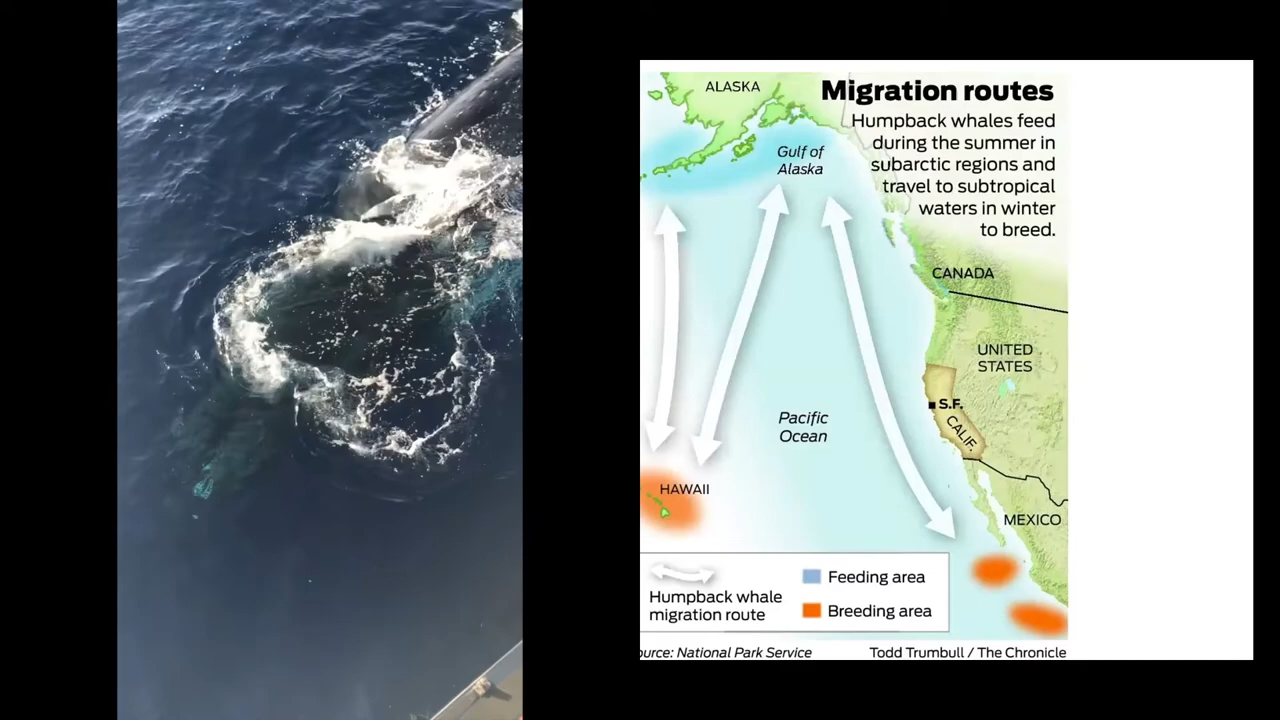 ALASKA
Migration routes
Humpback whales feed
during the summer in
subarctic regions and
travel to subtropical
waters in winter
to breed.
Gulf of
Alaska
CANADA
UNITED
STATES
S.F.
CALIF.
Pacific
Ocean
HAWAII
MEXICO
Humpback whale
migration route
Feeding area
Breeding area
ource: National Park Service
Todd Trumbull / The Chronicle